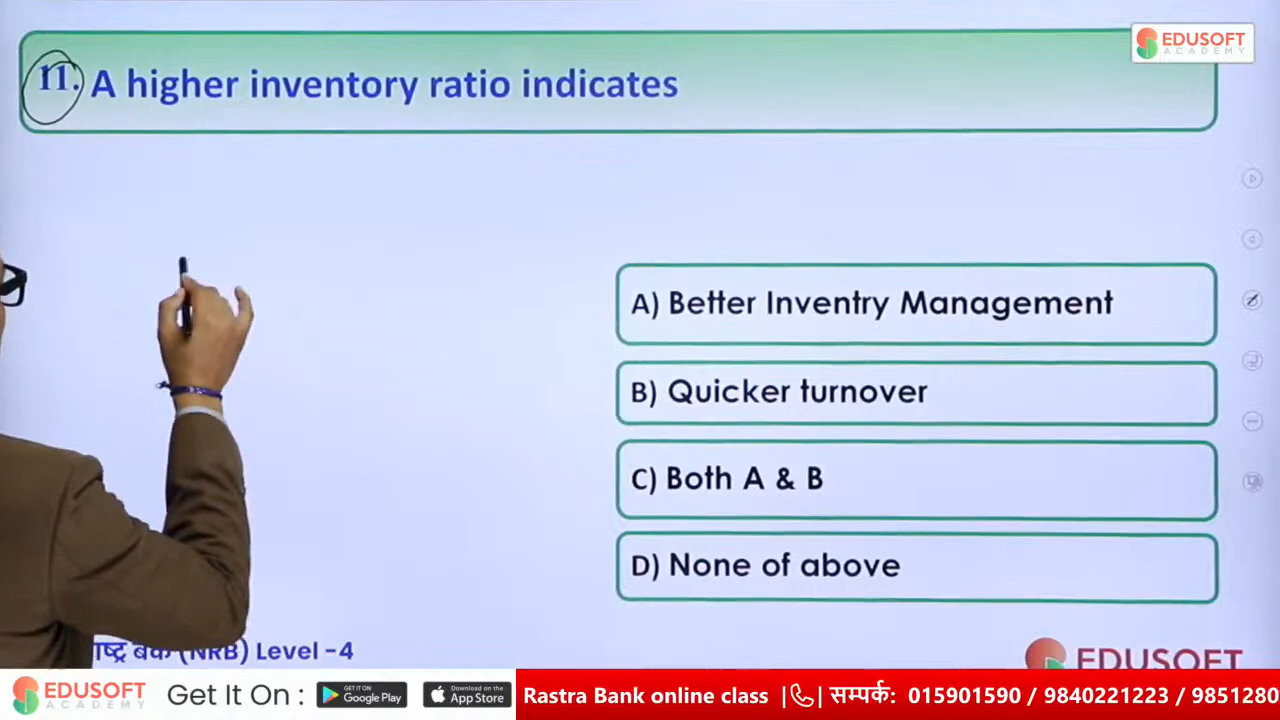 EDUSOFT
ACADEMY
11. A higher inventory ratio indicates
A) Better Inventry Management
B) Quicker turnover
C) Both A & B
D) None of above
(NRB) Level -4
EDUSOFT
EDUSOFT
ACADEMY
Get It On :
GET IT ON
Google Play
Download on the
App Store
Rastra Bank online class | | सम्पर्क: 015901590 / 9840221223 / 9851280